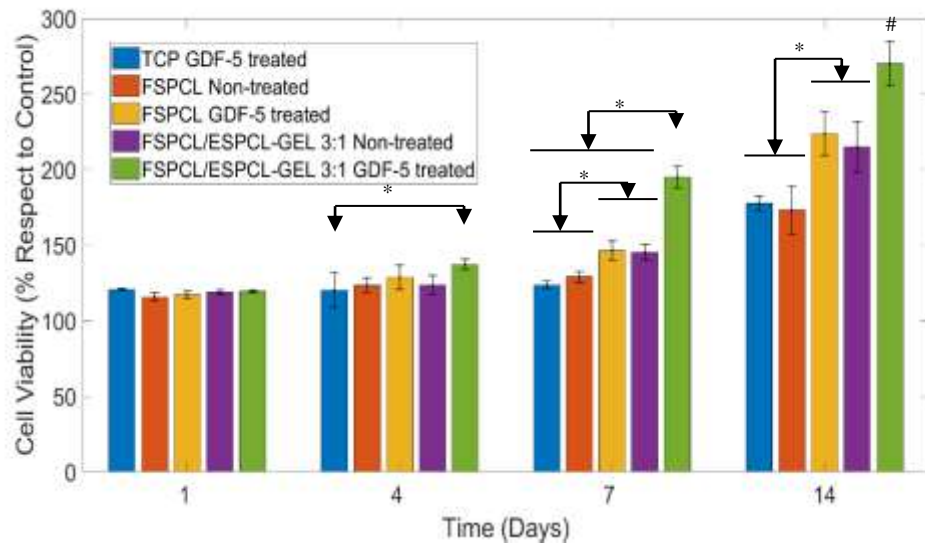 300
250
200
150
100
50
0
Cell Viability (% Respect to Control)
TCP GDF-5 treated
FSPCL Non-treated
FSPCL GDF-5 treated
FSPCL/ESPCL-GEL 3:1 Non-treated
FSPCL/ESPCL-GEL 3:1 GDF-5 treated
*
*
*
*
#
1 4 7 14
Time (Days)